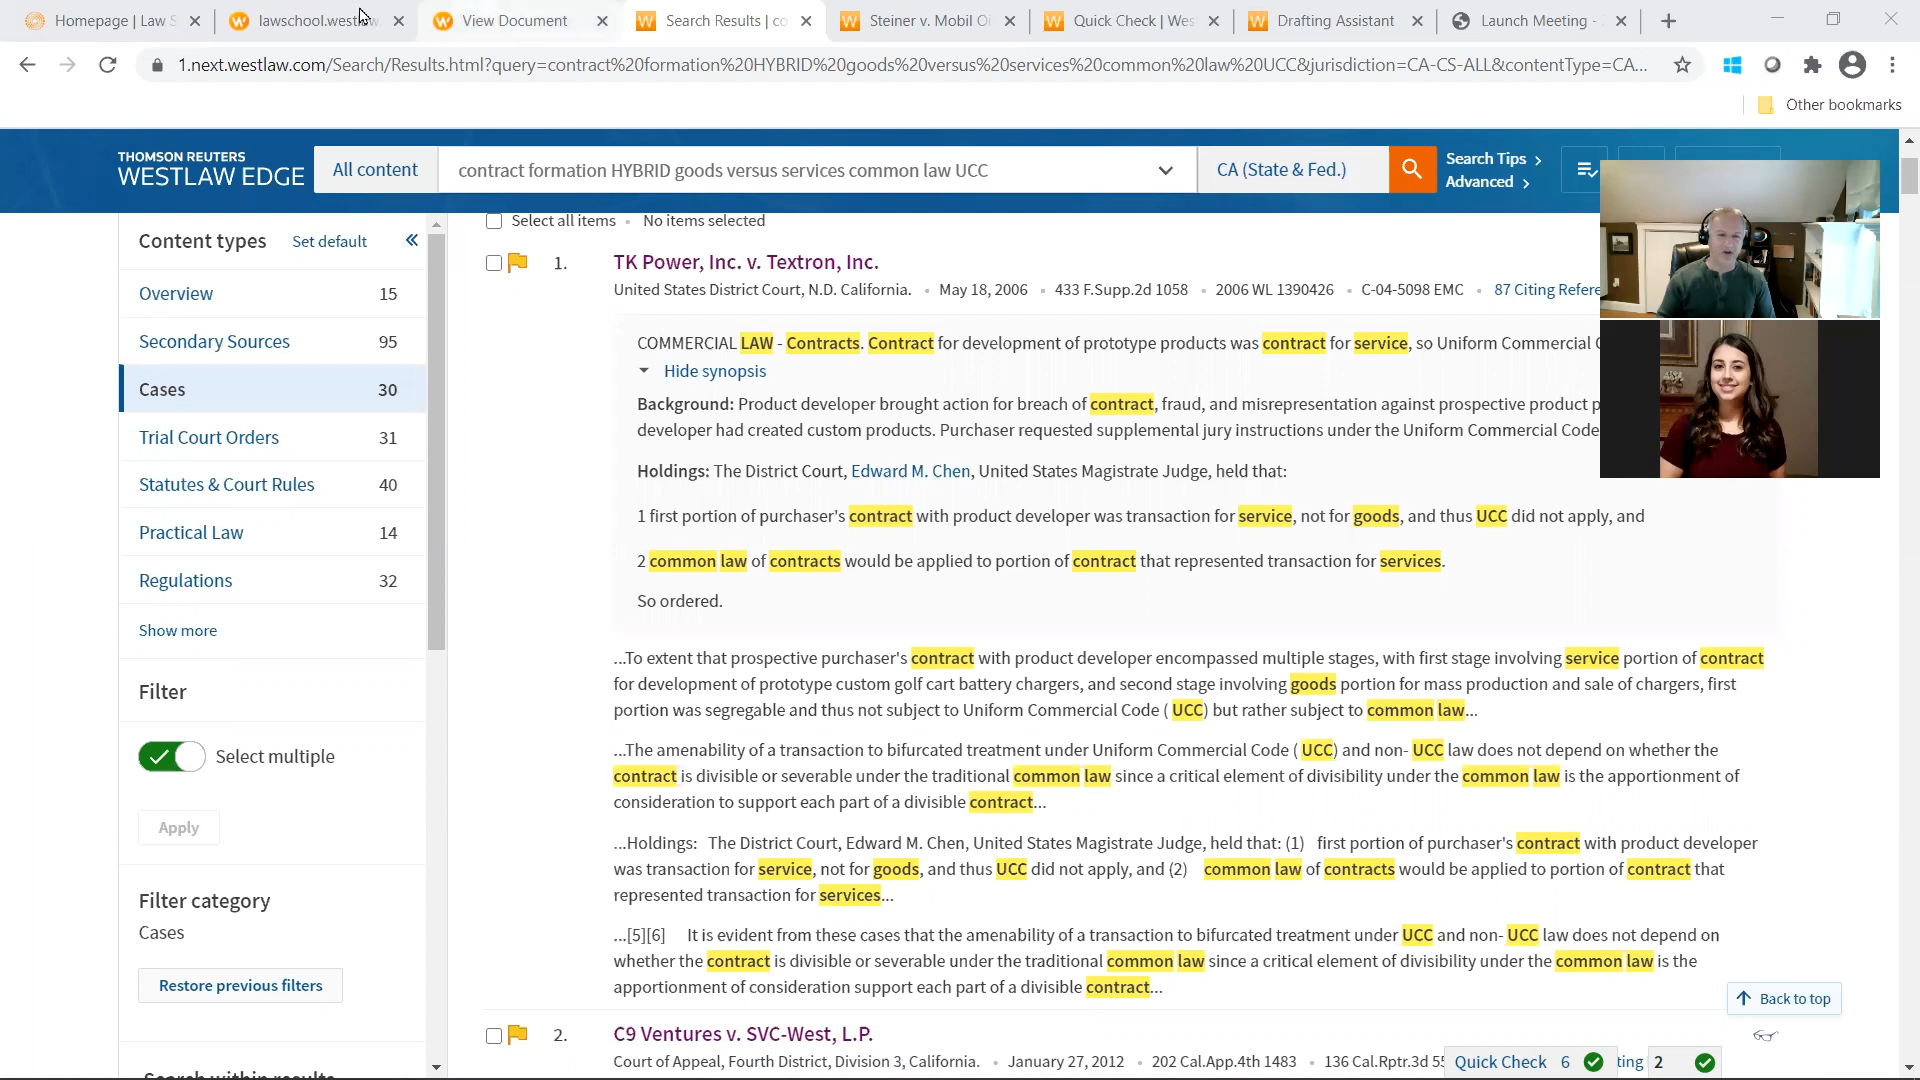 Homepage | Law S
lawschool.westlaw
View Document
Search Results | co
Steiner v. Mobil Oi
Quick Check | Wes
Drafting Assistant
Launch Meeting - Z
1.next.westlaw.com/Search/Results.html?query=contract%20formation%20HYBRID%20goods%20versus%20services%20common%20law%20UCC&jurisdiction=CA-CS-ALL&contentType=CA...
Other bookmarks
THOMSON REUTERS
WESTLAW EDGE
All content
contract formation HYBRID goods versus services common law UCC
CA (State & Fed.)
Search Tips
Advanced
Content types Set default
Overview 15
Secondary Sources 95
Cases 30
Trial Court Orders 31
Statutes & Court Rules 40
Practical Law 14
Regulations 32
Show more
Filter
Select multiple
Apply
Filter category
Cases
Restore previous filters
Select all items • No items selected
1. TK Power, Inc. v. Textron, Inc.
United States District Court, N.D. California. • May 18, 2006 • 433 F.Supp.2d 1058 • 2006 WL 1390426 • C-04-5098 EMC • 87 Citing Refere
COMMERCIAL LAW - Contracts. Contract for development of prototype products was contract for service, so Uniform Commercial C
Hide synopsis
Background: Product developer brought action for breach of contract, fraud, and misrepresentation against prospective product p
developer had created custom products. Purchaser requested supplemental jury instructions under the Uniform Commercial Code
Holdings: The District Court, Edward M. Chen, United States Magistrate Judge, held that:
1 first portion of purchaser's contract with product developer was transaction for service, not for goods, and thus UCC did not apply, and
2 common law of contracts would be applied to portion of contract that represented transaction for services.
So ordered.
...To extent that prospective purchaser's contract with product developer encompassed multiple stages, with first stage involving service portion of contract
for development of prototype custom golf cart battery chargers, and second stage involving goods portion for mass production and sale of chargers, first
portion was segregable and thus not subject to Uniform Commercial Code ( UCC) but rather subject to common law...
...The amenability of a transaction to bifurcated treatment under Uniform Commercial Code ( UCC) and non- UCC law does not depend on whether the
contract is divisible or severable under the traditional common law since a critical element of divisibility under the common law is the apportionment of
consideration to support each part of a divisible contract...
...Holdings: The District Court, Edward M. Chen, United States Magistrate Judge, held that: (1) first portion of purchaser's contract with product developer
was transaction for service, not for goods, and thus UCC did not apply, and (2) common law of contracts would be applied to portion of contract that
represented transaction for services...
...[5][6] It is evident from these cases that the amenability of a transaction to bifurcated treatment under UCC and non- UCC law does not depend on
whether the contract is divisible or severable under the traditional common law since a critical element of divisibility under the common law is the
apportionment of consideration support each part of a divisible contract...
Back to top
2. C9 Ventures v. SVC-West, L.P.
Court of Appeal, Fourth District, Division 3, California. • January 27, 2012 • 202 Cal.App.4th 1483 • 136 Cal.Rptr.3d 55
Quick Check 6
ting 2